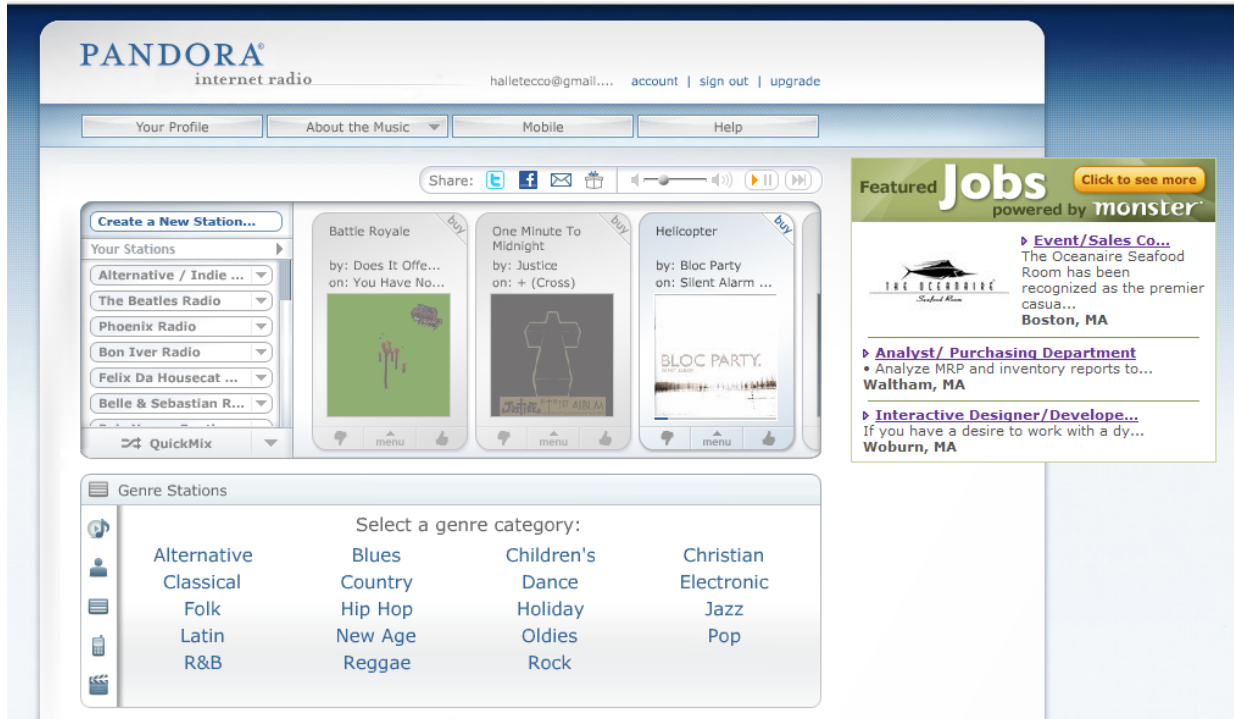 PANDORA®
internet radio
halletecco@gmail.... account | sign out | upgrade
Your Profile
About the Music
Mobile
Help
Share:
Create a New Station...
Your Stations
Alternative / Indie ...
The Beatles Radio
Phoenix Radio
Bon Iver Radio
Felix Da Housecat ...
Belle & Sebastian R...
QuickMix
buy
Battle Royale
by: Does It Offe...
on: You Have No...
menu
buy
One Minute To
Midnight
by: Justice
on: + (Cross)
menu
buy
Helicopter
by: Bloc Party
on: Silent Alarm ...
BLOC PARTY.
SILENT ALARM
menu
Featured Jobs
Click to see more
powered by monster
THE OCEANAIRE
Seafood Room
Event/Sales Co...
The Oceanaire Seafood
Room has been
recognized as the premier
casua...
Boston, MA
Analyst/ Purchasing Department
• Analyze MRP and inventory reports to...
Waltham, MA
Interactive Designer/Develope...
If you have a desire to work with a dy...
Woburn, MA
Genre Stations
Select a genre category:
Alternative Blues Children's Christian
Classical Country Dance Electronic
Folk Hip Hop Holiday Jazz
Latin New Age Oldies Pop
R&B Reggae Rock